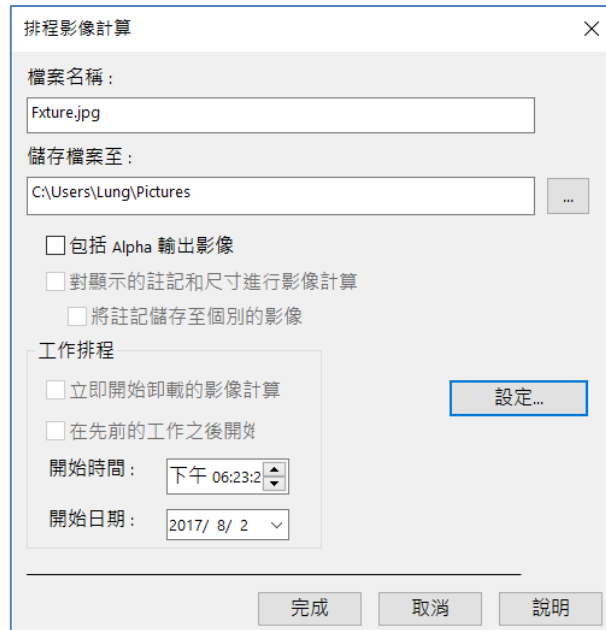 排程影像計算
檔案名稱：
Fxture.jpg
儲存檔案至：
C:\Users\Lung\Pictures
...
包括 Alpha 輸出影像
對顯示的註記和尺寸進行影像計算
將註記儲存至個別的影像
工作排程
立即開始卸載的影像計算
在先前的工作之後開始
設定...
開始時間：
下午 06:23:2
開始日期：
2017/ 8/ 2
完成 取消 說明